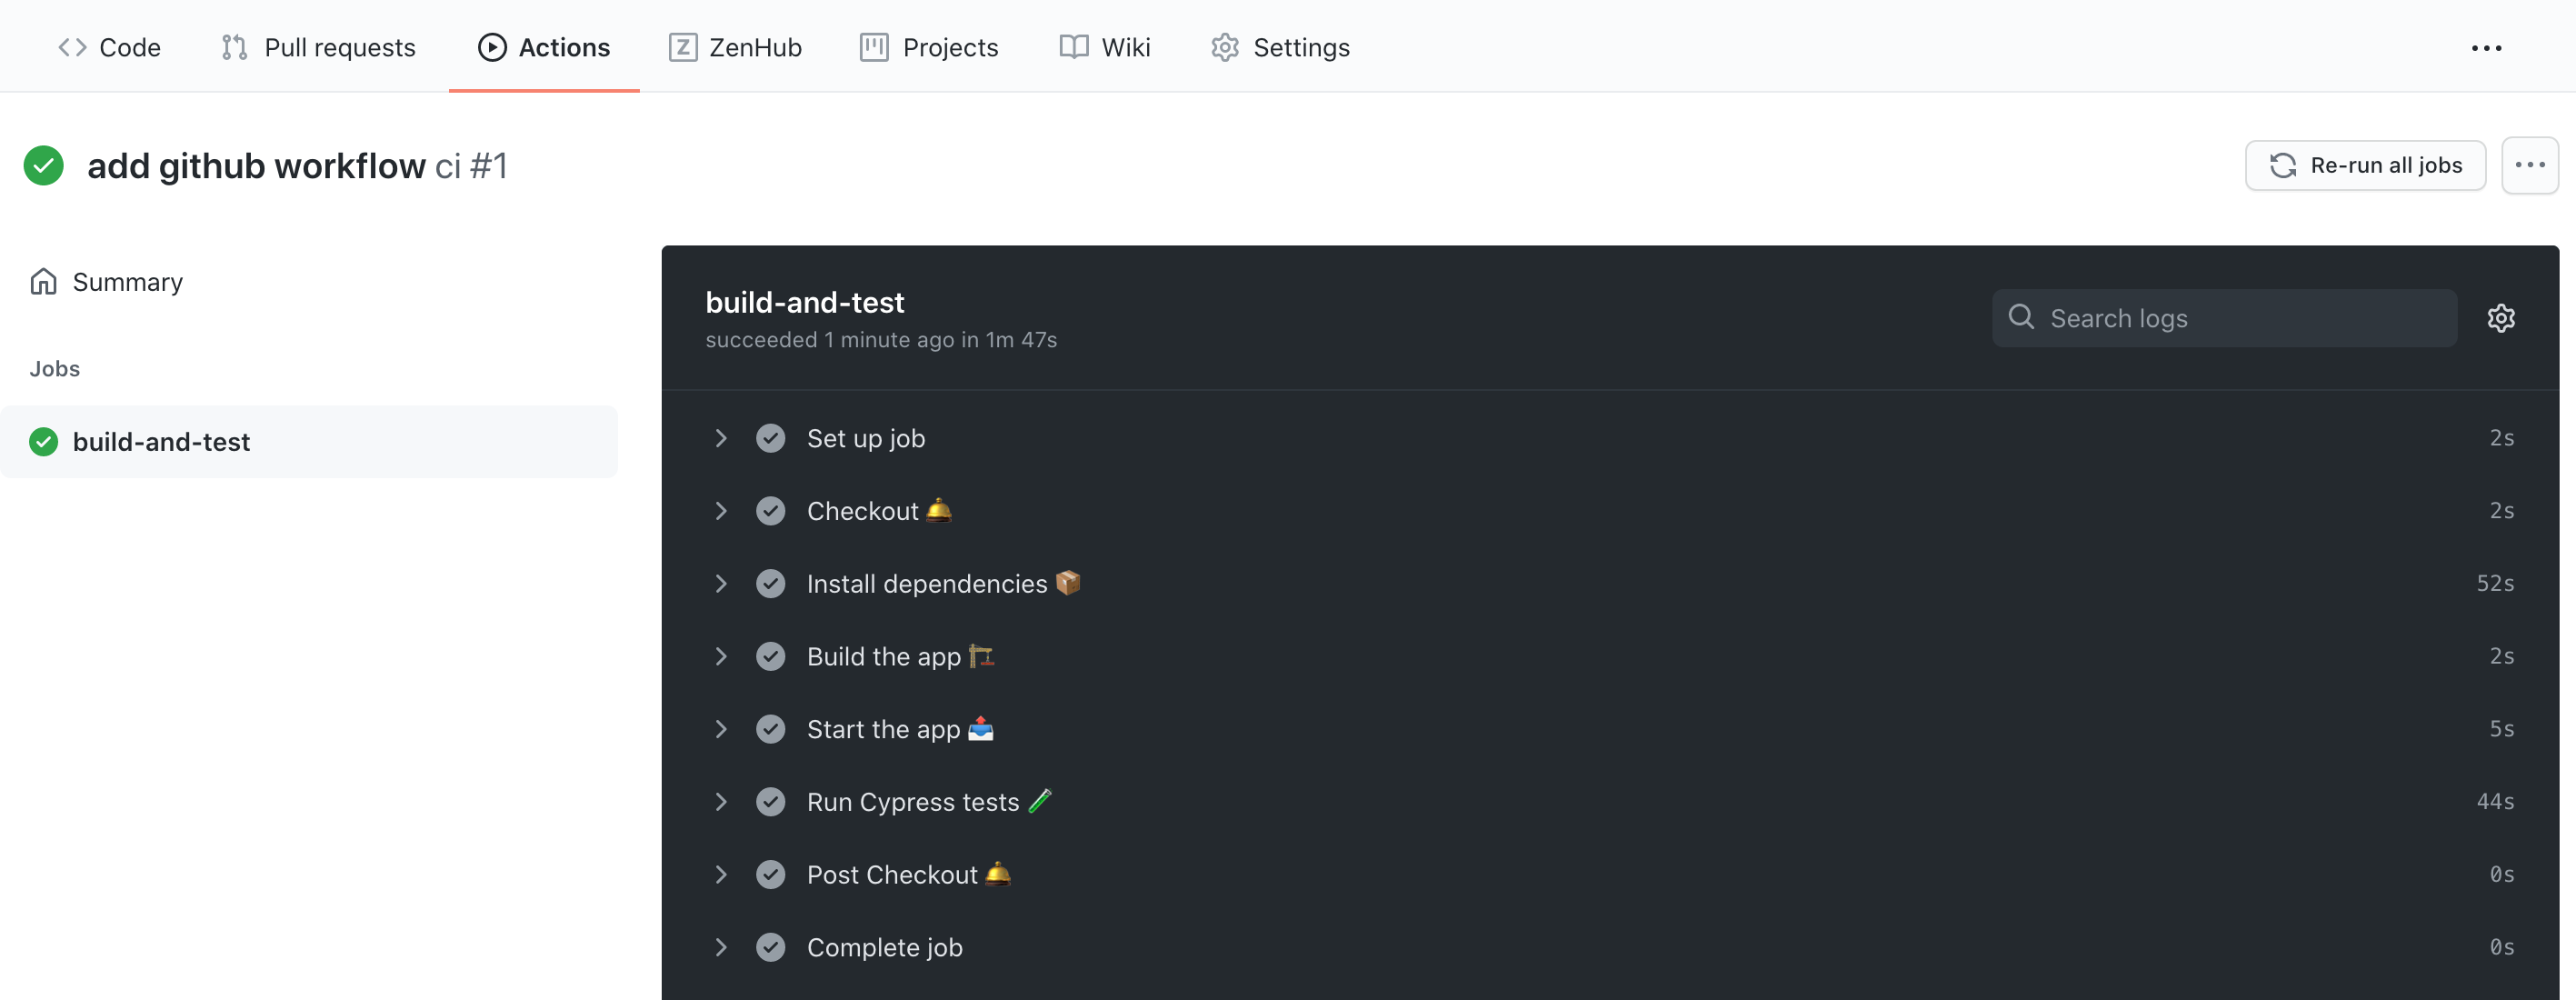 Code Pull requests Actions ZenHub Projects Wiki Settings
add github workflow ci #1
Re-run all jobs
Summary
Jobs
build-and-test
build-and-test
succeeded 1 minute ago in 1m 47s
Search logs
Set up job 2s
Checkout 🛎️ 2s
Install dependencies 📦 52s
Build the app 🏗️ 2s
Start the app 📤 5s
Run Cypress tests 🧪 44s
Post Checkout 🛎️ 0s
Complete job 0s